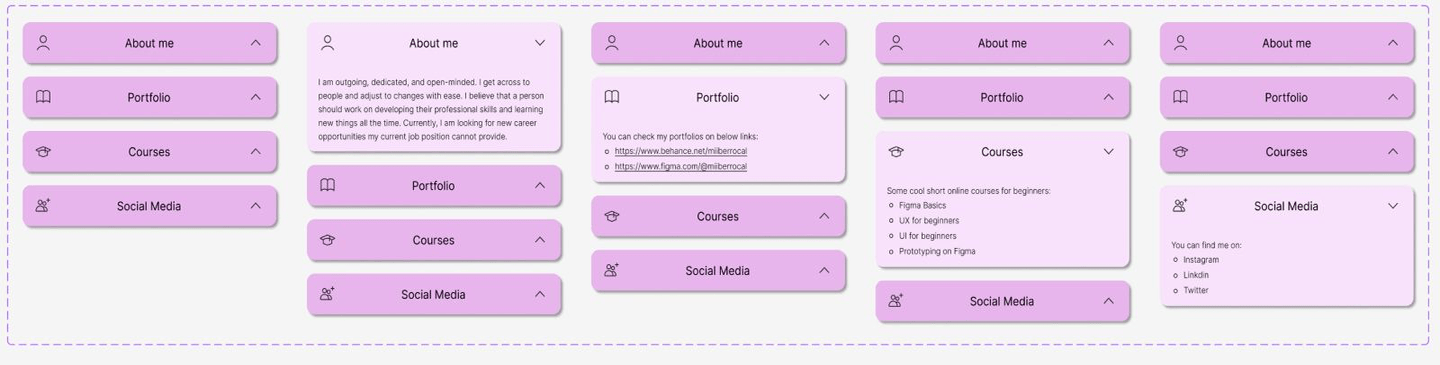 About me
Portfolio
Courses
Social Media
About me
I am outgoing, dedicated, and open-minded. I get across to
people and adjust to changes with ease. I believe that a person
should work on developing their professional skills and learning
new things all the time. Currently, I am looking for new career
opportunities my current job position cannot provide.
Portfolio
Courses
Social Media
About me
Portfolio
You can check my portfolios on below links:
https://www.behance.net/miiberrocal
https://www.figma.com/@miiberrocal
Courses
Social Media
About me
Portfolio
Courses
Some cool short online courses for beginners:
Figma Basics
UX for beginners
UI for beginners
Prototyping on Figma
Social Media
About me
Portfolio
Courses
Social Media
You can find me on:
Instagram
Linkdin
Twitter